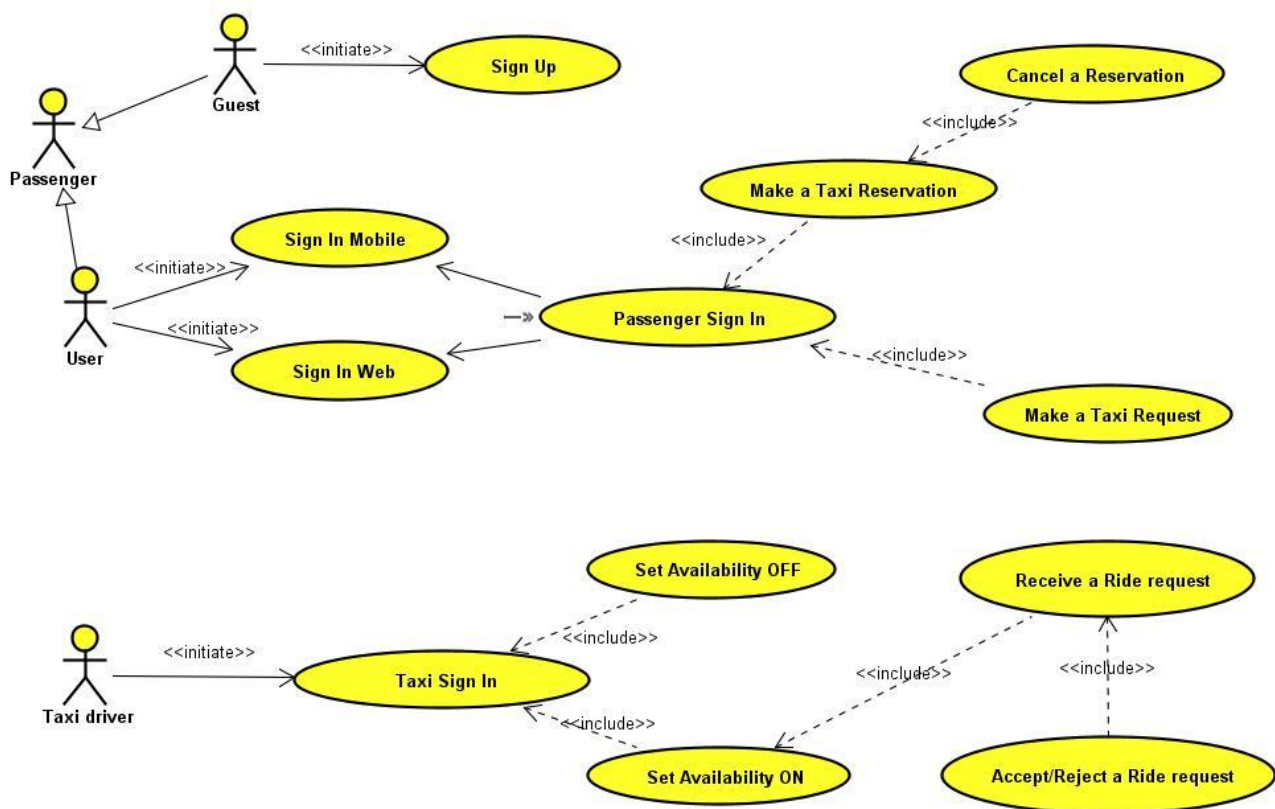 <<initiate>>
Sign Up
Cancel a Reservation
Guest
<<include>>
Passenger
Make a Taxi Reservation
Sign In Mobile
<<include>>
<<initiate>>
Passenger Sign In
<<initiate>>
User
Sign In Web
<<include>>
Make a Taxi Request
Set Availability OFF
Receive a Ride request
<<initiate>>
<<include>>
Taxi Sign In
<<include>>
<<include>>
Taxi driver
<<include>>
Set Availability ON
Accept/Reject a Ride request